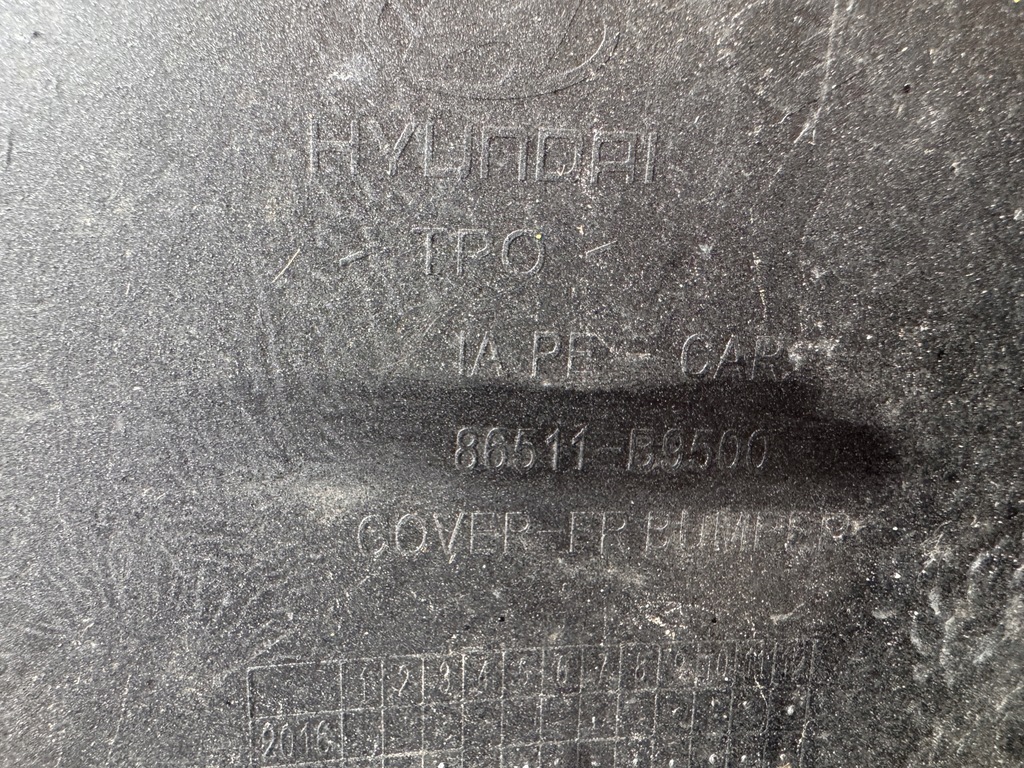 HYUNDAI
> TPO <
IA PE - CAR
86511-B9500
COVER-FR BUMPER
1 2 3 4 5 6 7 8 9 10 11 12
2016